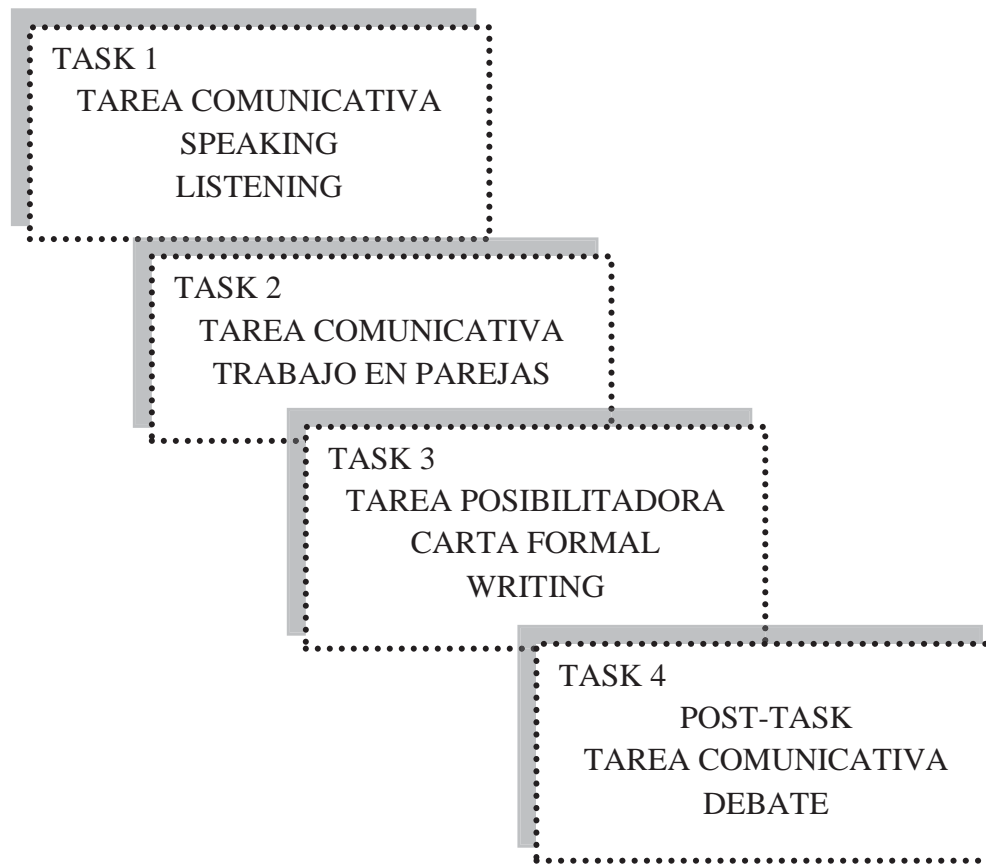 TASK 1
TAREA COMUNICATIVA
SPEAKING
LISTENING
TASK 2
TAREA COMUNICATIVA
TRABAJO EN PAREJAS
TASK 3
TAREA POSIBILITADORA
CARTA FORMAL
WRITING
TASK 4
POST-TASK
TAREA COMUNICATIVA
DEBATE